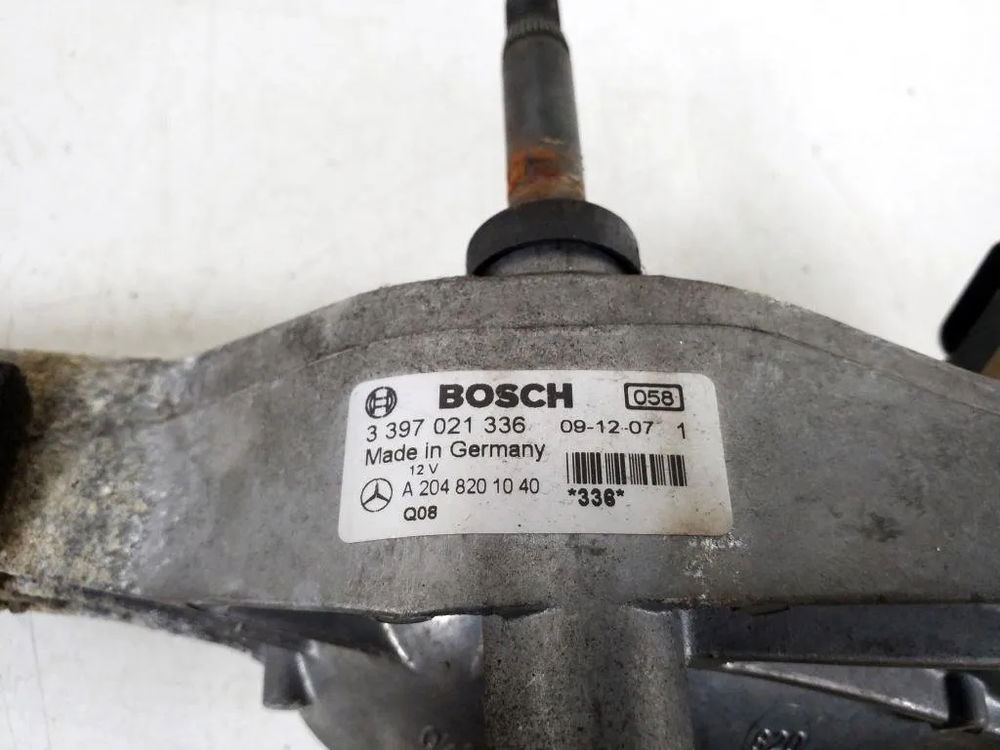 BOSCH 058
3 397 021 336 09-12-07 1
Made in Germany
12 V
A 204 820 10 40 *336*
Q08